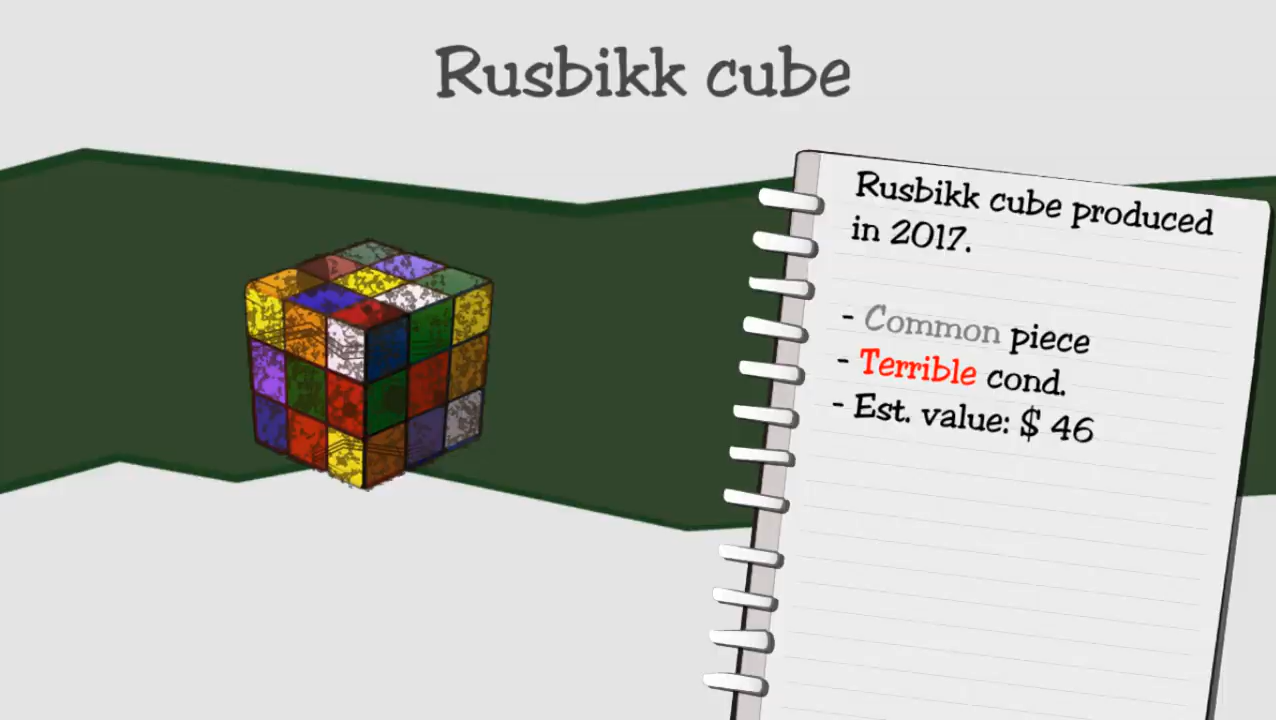 Rusbikk cube
Rusbikk cube produced
in 2017.
- Common piece
- Terrible cond.
- Est. value: $ 46